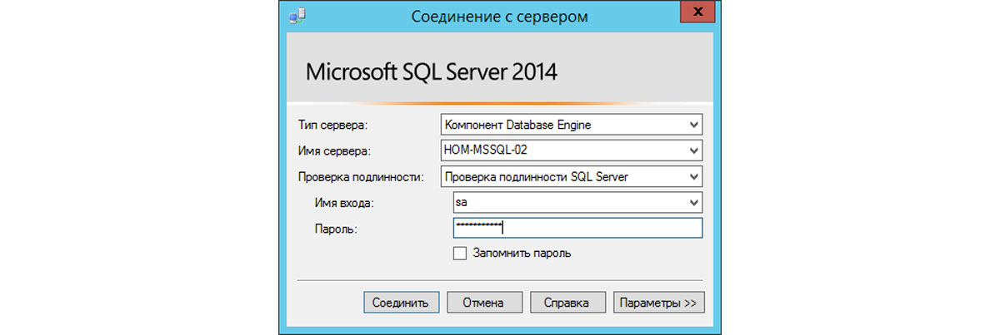 Соединение с сервером
Microsoft SQL Server 2014
Тип сервера: Компонент Database Engine
Имя сервера: HOM-MSSQL-02
Проверка подлинности: Проверка подлинности SQL Server
Имя входа: sa
Пароль: ***********
Запомнить пароль
Соединить Отмена Справка Параметры >>